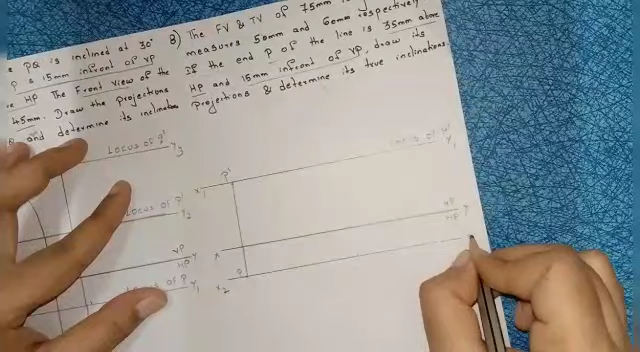 e PQ is inclined at 30°
P is 15mm infront of VP
e HP The Front view of the
45mm. Draw the projections
and determine its inclinations
8) The FV & TV of 75mm
measures 50mm and 60mm respectively
If the end P of the line is 35mm above
HP and 15mm infront of VP, draw its
projections & determine its true inclinations.
Locus of q' Y3
Locus of P' Y2
VP
HP Y
Locus of P Y1
P'
X1 Locus of P' Y1
X VP
HP Y
P
X2